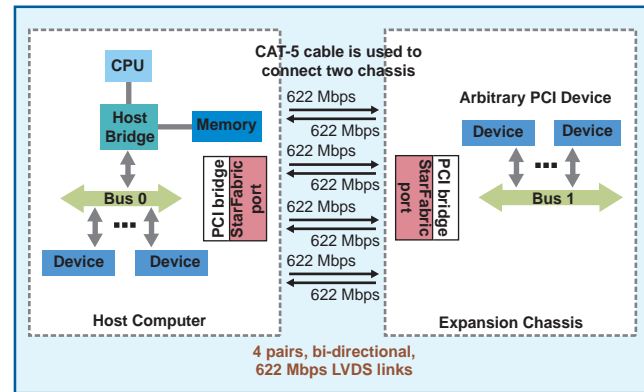 CAT-5 cable is used to
connect two chassis
CPU
Host
Bridge
Memory
Bus 0
Device
Device
PCI bridge
StarFabric
port
Host Computer
622 Mbps
622 Mbps
622 Mbps
622 Mbps
622 Mbps
622 Mbps
622 Mbps
622 Mbps
Arbitrary PCI Device
Device
Device
Bus 1
port
StarFabric
PCI bridge
Expansion Chassis
4 pairs, bi-directional,
622 Mbps LVDS links